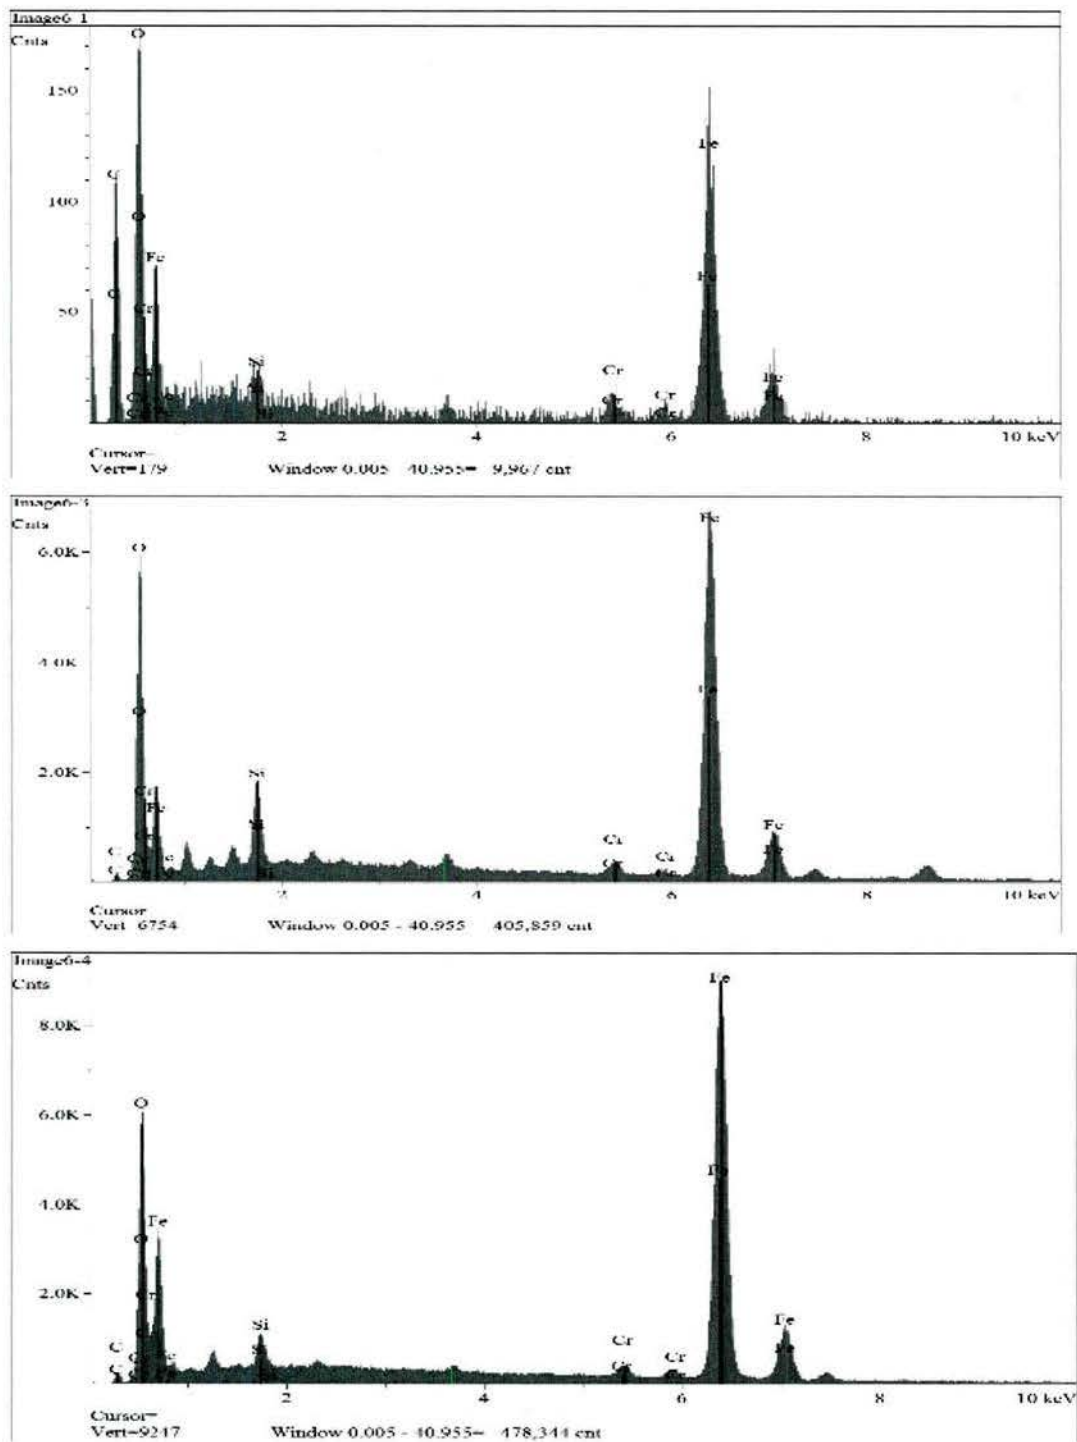 Image6-1
Cnts
O
150
Fe
C
100
O
Fe
C
Fe
50
Cr
Si
Cr
Cr
Fe
2 4 6 8 10 keV
Cursor=
Vert=179 Window 0.005 - 40.955= 9,967 cnt
Image6-3
Cnts
Fe
6.0K
O
4.0K
Fe
O
2.0K
Si
Cr
Fe
Fe
C
Cr
Cr
2 4 6 8 10 keV
Cursor=
Vert=6754 Window 0.005 - 40.955= 405,859 cnt
Image6-4
Cnts
Fe
8.0K
O
6.0K
Fe
4.0K
Fe
O
2.0K
Cr
Si
Fe
C
Cr
Cr
2 4 6 8 10 keV
Cursor=
Vert=9247 Window 0.005 - 40.955= 478,344 cnt